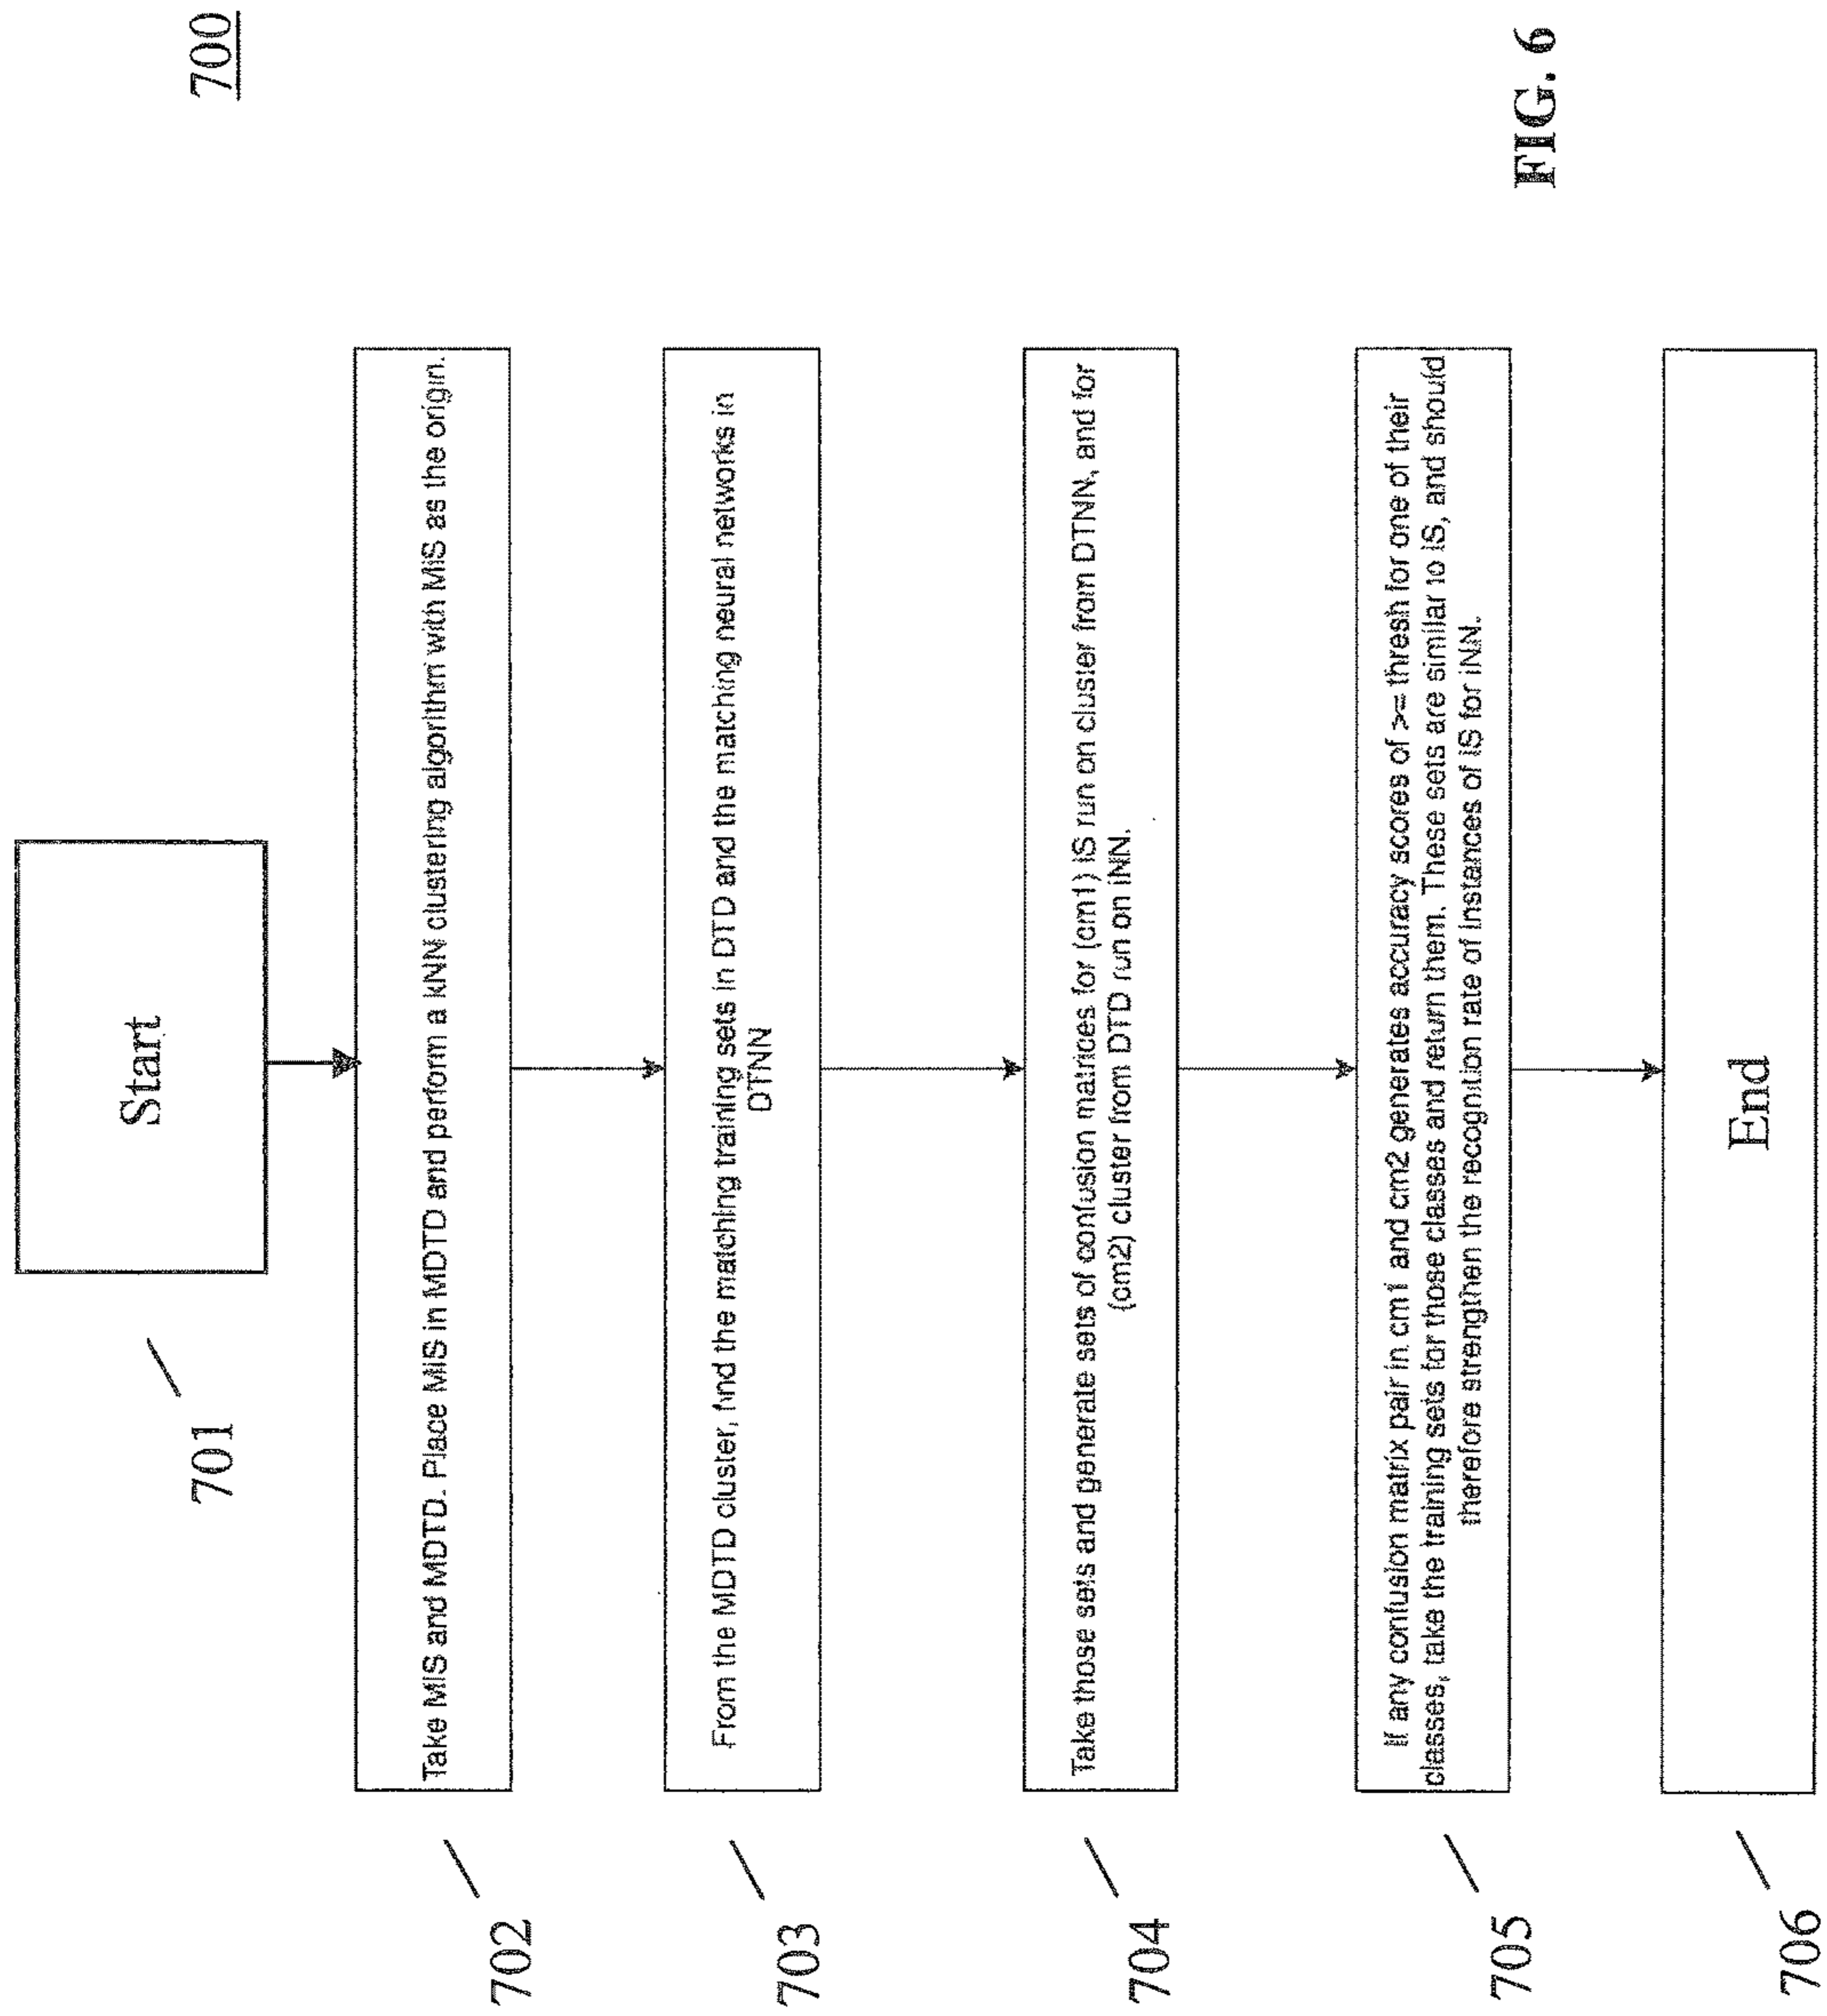 700
Start
701
Take MIS and MDTD. Place MIS in MDTD and perform a kNN clustering algorithm with MIS as the origin.
702
From the MDTD cluster, find the matching training sets in DTD and the matching neural networks in
DTNN
703
Take those sets and generate sets of confusion matrices for (cm1) IS run on cluster from DTNN, and for
(cm2) cluster from DTD run on iNN.
704
If any confusion matrix pair in cm1 and cm2 generates accuracy scores of >= thresh for one of their
classes, take the training sets for those classes and return them. These sets are similar to IS, and should
therefore strengthen the recognition rate of instances of IS for iNN.
705
End
706
FIG. 6